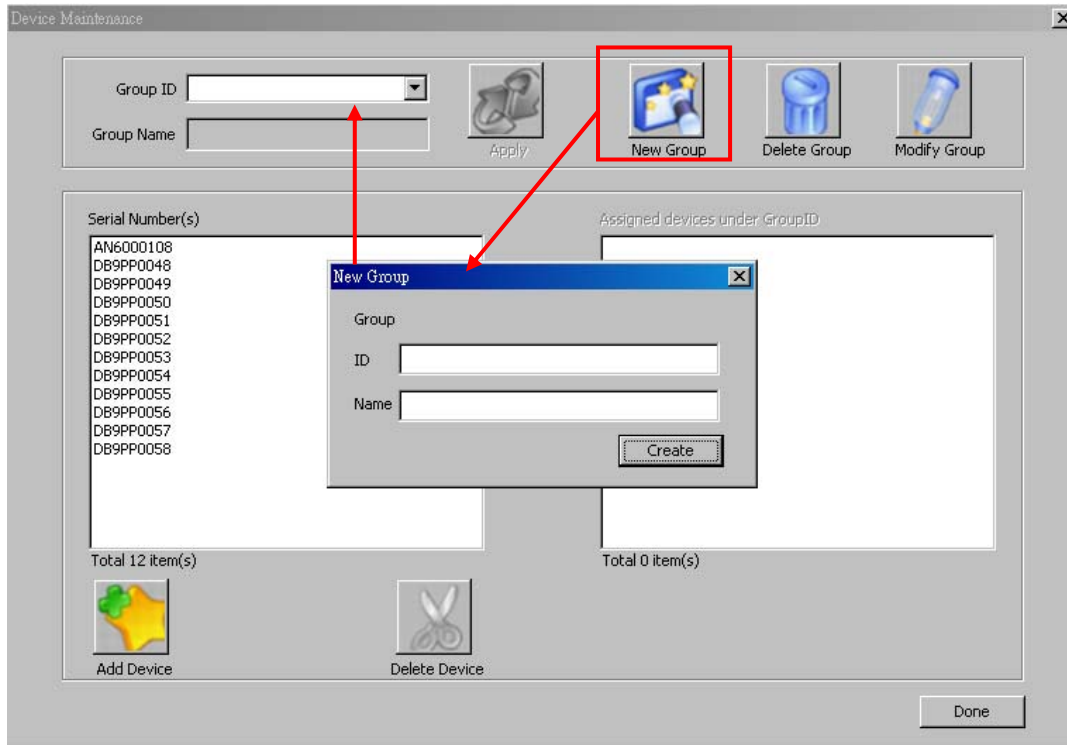 Device Maintenance
Group ID
Group Name
Apply
New Group
Delete Group
Modify Group
Serial Number(s)
Assigned devices under GroupID
AN6000108
DB9PP0048
DB9PP0049
DB9PP0050
DB9PP0051
DB9PP0052
DB9PP0053
DB9PP0054
DB9PP0055
DB9PP0056
DB9PP0057
DB9PP0058
New Group
Group
ID
Name
Create
Total 12 item(s)
Total 0 item(s)
Add Device
Delete Device
Done